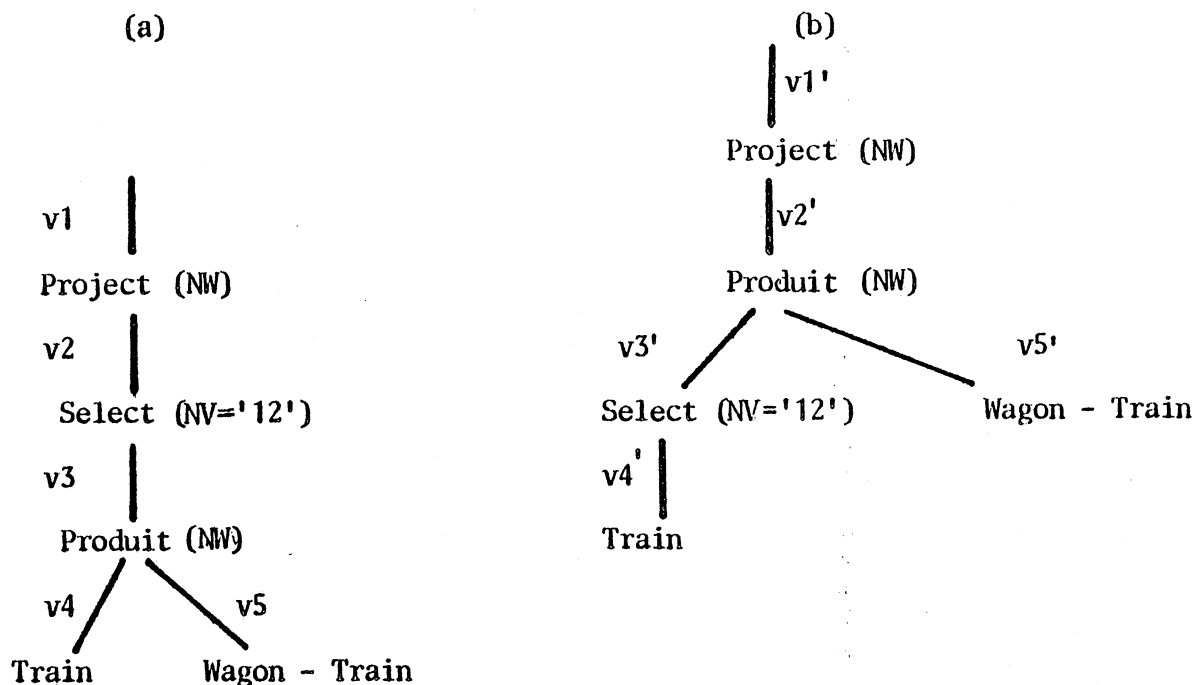 (a)
v1
Project (NW)
v2
Select (NV='12')
v3
Produit (NW)
v4
v5
Train
Wagon - Train
(b)
v1'
Project (NW)
v2'
Produit (NW)
v3'
v5'
Select (NV='12')
Wagon - Train
v4'
Train